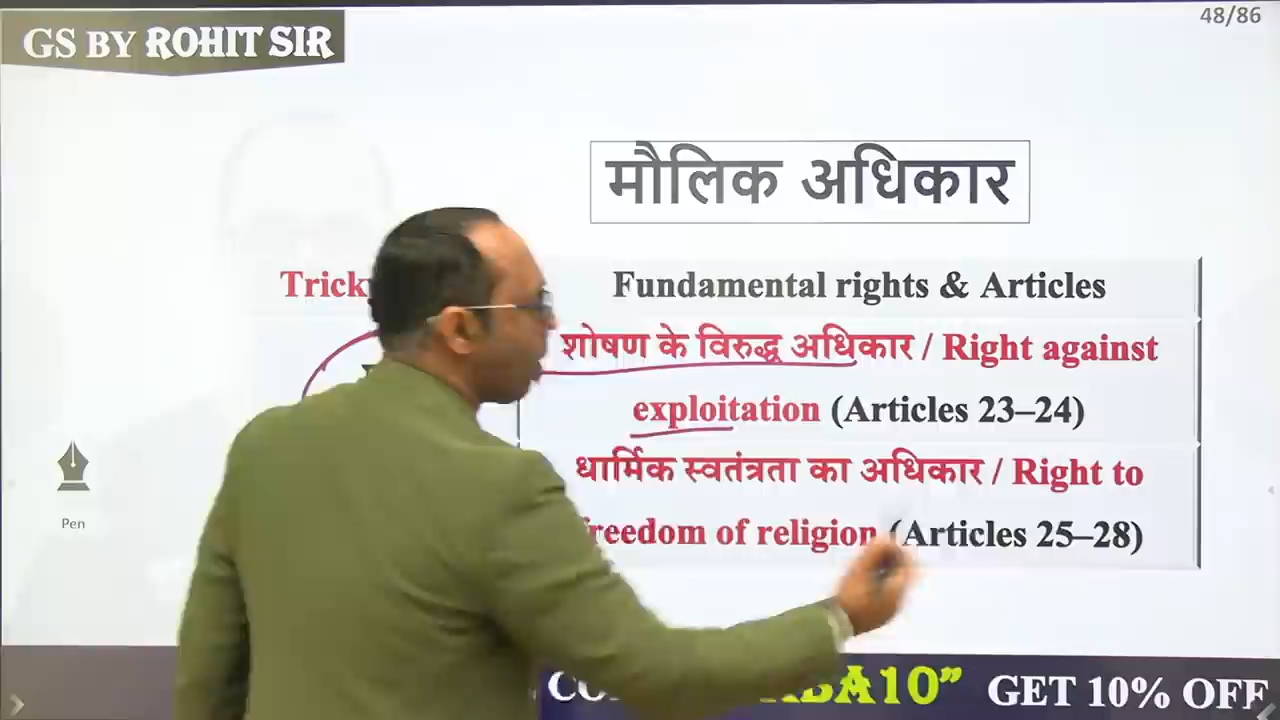 GS BY ROHIT SIR
48/86
मौलिक अधिकार
Trick
Fundamental rights & Articles
शोषण के विरुद्ध अधिकार / Right against
exploitation (Articles 23–24)
धार्मिक स्वतंत्रता का अधिकार / Right to
freedom of religion (Articles 25–28)
Pen
GET 10% OFF